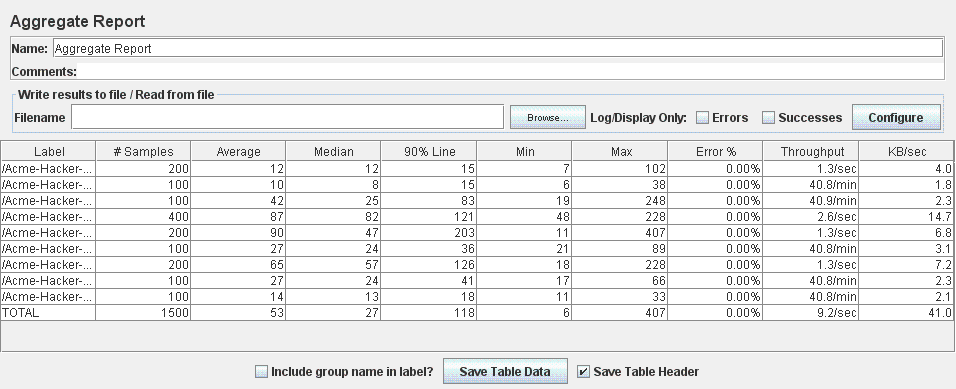 Aggregate Report
Name: Aggregate Report
Comments:
Write results to file / Read from file
Filename Browse... Log/Display Only: Errors Successes Configure
Label # Samples Average Median 90% Line Min Max Error % Throughput KB/sec
/Acme-Hacker-... 200 12 12 15 7 102 0.00% 1.3/sec 4.0
/Acme-Hacker-... 100 10 8 15 6 38 0.00% 40.8/min 1.8
/Acme-Hacker-... 100 42 25 83 19 248 0.00% 40.9/min 2.3
/Acme-Hacker-... 400 87 82 121 48 228 0.00% 2.6/sec 14.7
/Acme-Hacker-... 200 90 47 203 11 407 0.00% 1.3/sec 6.8
/Acme-Hacker-... 100 27 24 36 21 89 0.00% 40.8/min 3.1
/Acme-Hacker-... 200 65 57 126 18 228 0.00% 1.3/sec 7.2
/Acme-Hacker-... 100 27 24 41 17 66 0.00% 40.8/min 2.3
/Acme-Hacker-... 100 14 13 18 11 33 0.00% 40.8/min 2.1
TOTAL 1500 53 27 118 6 407 0.00% 9.2/sec 41.0
Include group name in label? Save Table Data Save Table Header